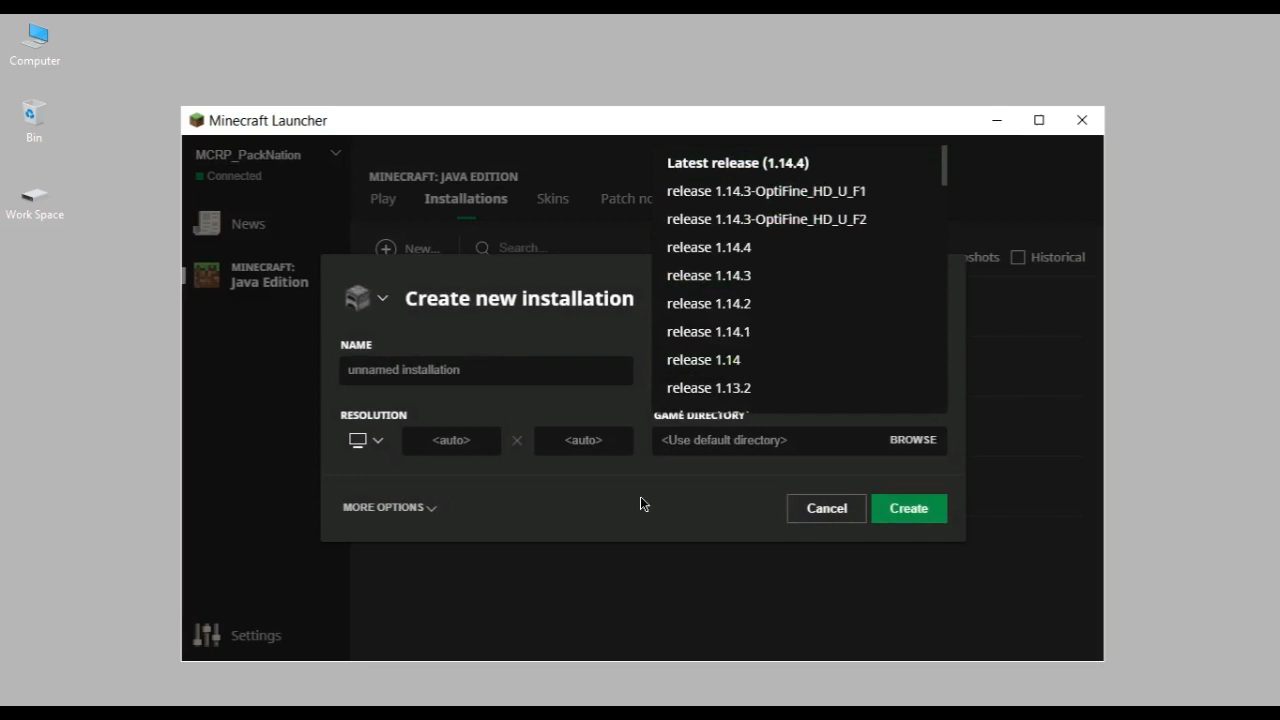 Computer
Bin
Work Space
Minecraft Launcher
MCRP_PackNation
Connected
News
MINECRAFT:
Java Edition
Settings
MINECRAFT: JAVA EDITION
Play Installations Skins Patch no
New... Search...
shots Historical
Create new installation
NAME
unnamed installation
Latest release (1.14.4)
release 1.14.3-OptiFine_HD_U_F1
release 1.14.3-OptiFine_HD_U_F2
release 1.14.4
release 1.14.3
release 1.14.2
release 1.14.1
release 1.14
release 1.13.2
RESOLUTION
<auto> × <auto>
GAME DIRECTORY
<Use default directory> BROWSE
MORE OPTIONS
Cancel Create